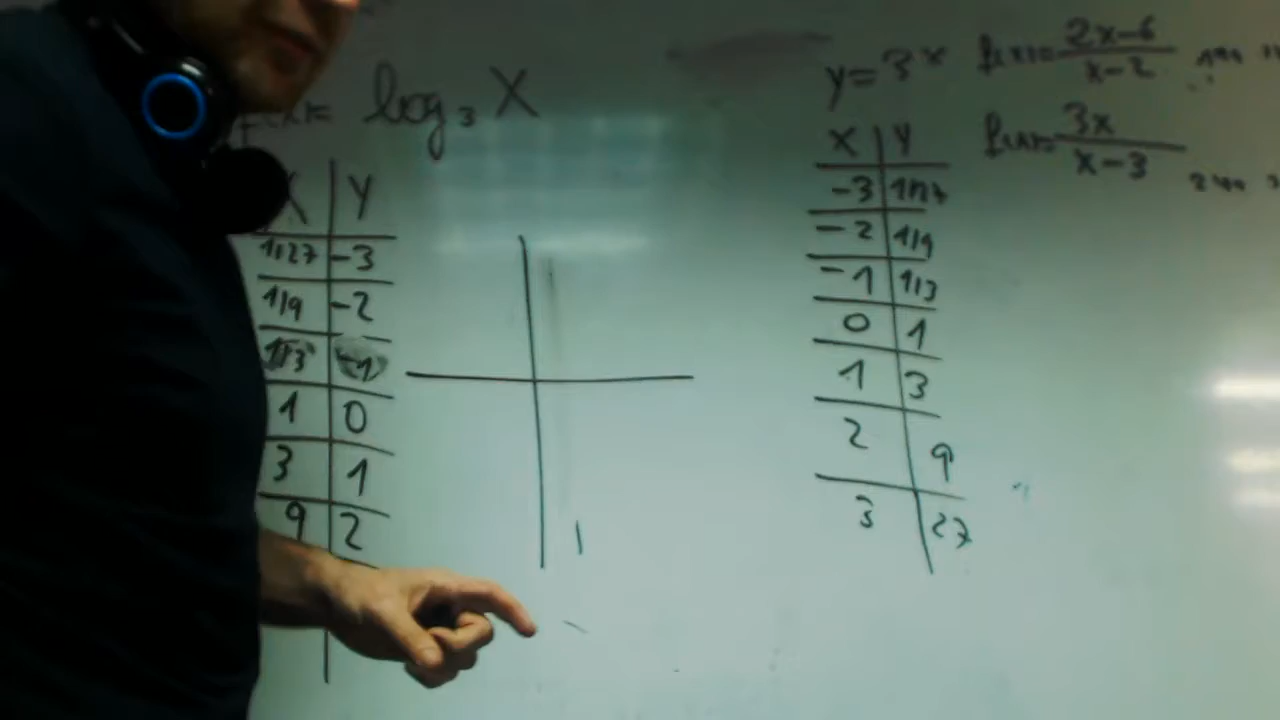 f(x)= log₃ X
X | Y
1/27 | -3
1/9 | -2
1/3 | -1
1 | 0
3 | 1
9 | 2
y=3ˣ
X | Y
-3 | 1/27
-2 | 1/9
-1 | 1/3
0 | 1
1 | 3
2 | 9
3 | 27
f(x)= 2x-6
x-2
f(x)= 3x
x-3